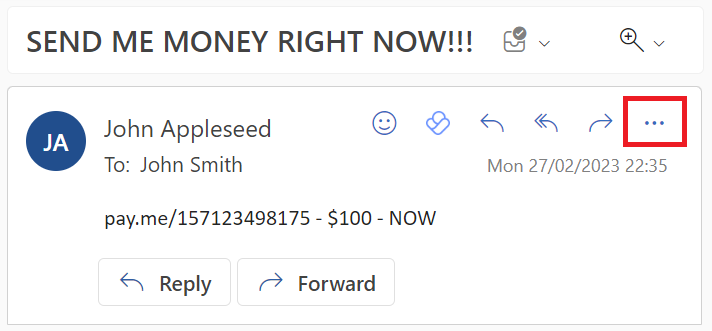 SEND ME MONEY RIGHT NOW!!!
JA
John Appleseed
To: John Smith
Mon 27/02/2023 22:35
pay.me/157123498175 - $100 - NOW
Reply
Forward